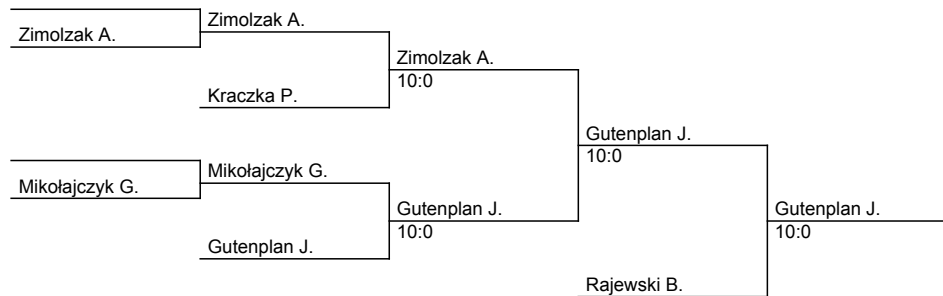 Zimolzak A.
Zimolzak A.
Zimolzak A.
10:0
Kraczka P.
Gutenplan J.
10:0
Mikołajczyk G.
Mikołajczyk G.
Gutenplan J.
10:0
Gutenplan J.
10:0
Gutenplan J.
Rajewski B.